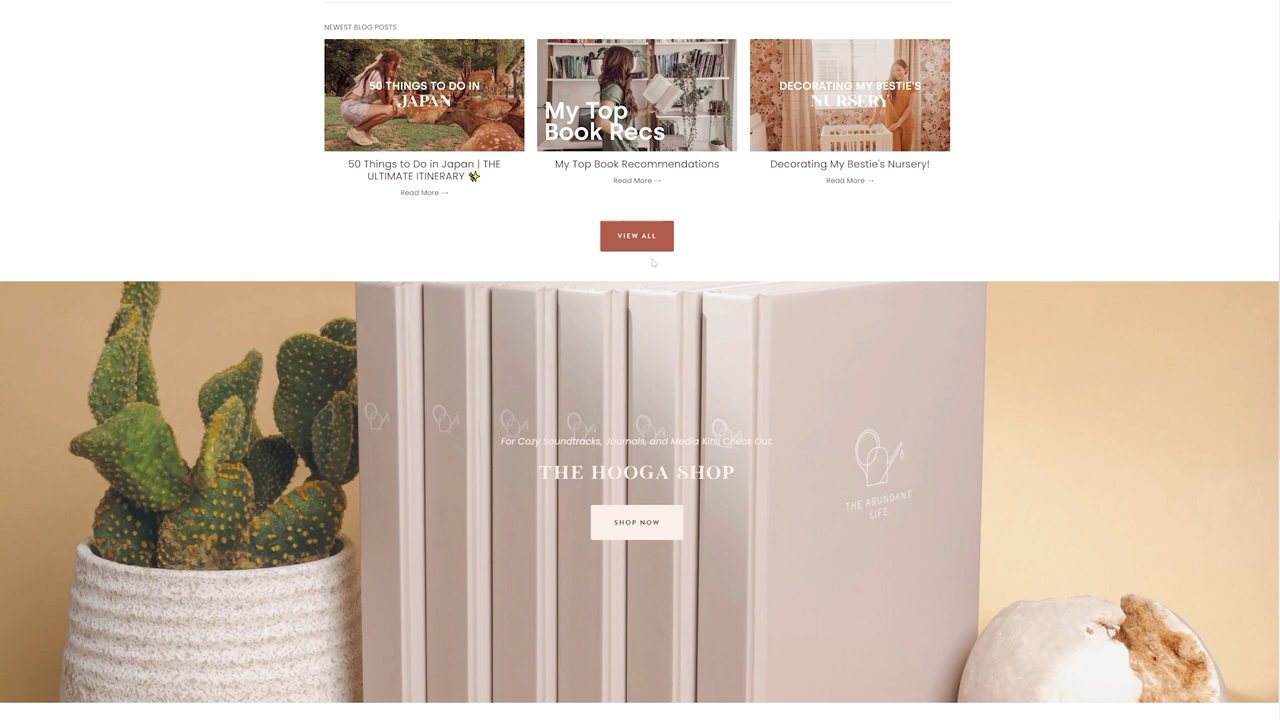 NEWEST BLOG POSTS
50 THINGS TO DO IN
JAPAN
My Top
Book Recs
DECORATING MY BESTIE'S
NURSERY
50 Things to Do in Japan | THE
ULTIMATE ITINERARY ✨
Read More →
My Top Book Recommendations
Read More →
Decorating My Bestie's Nursery!
Read More →
VIEW ALL
For Cozy Soundtracks, Journals, and Media Kits, Check Out:
THE HOOGA SHOP
SHOP NOW
THE ABUNDANT
LIFE